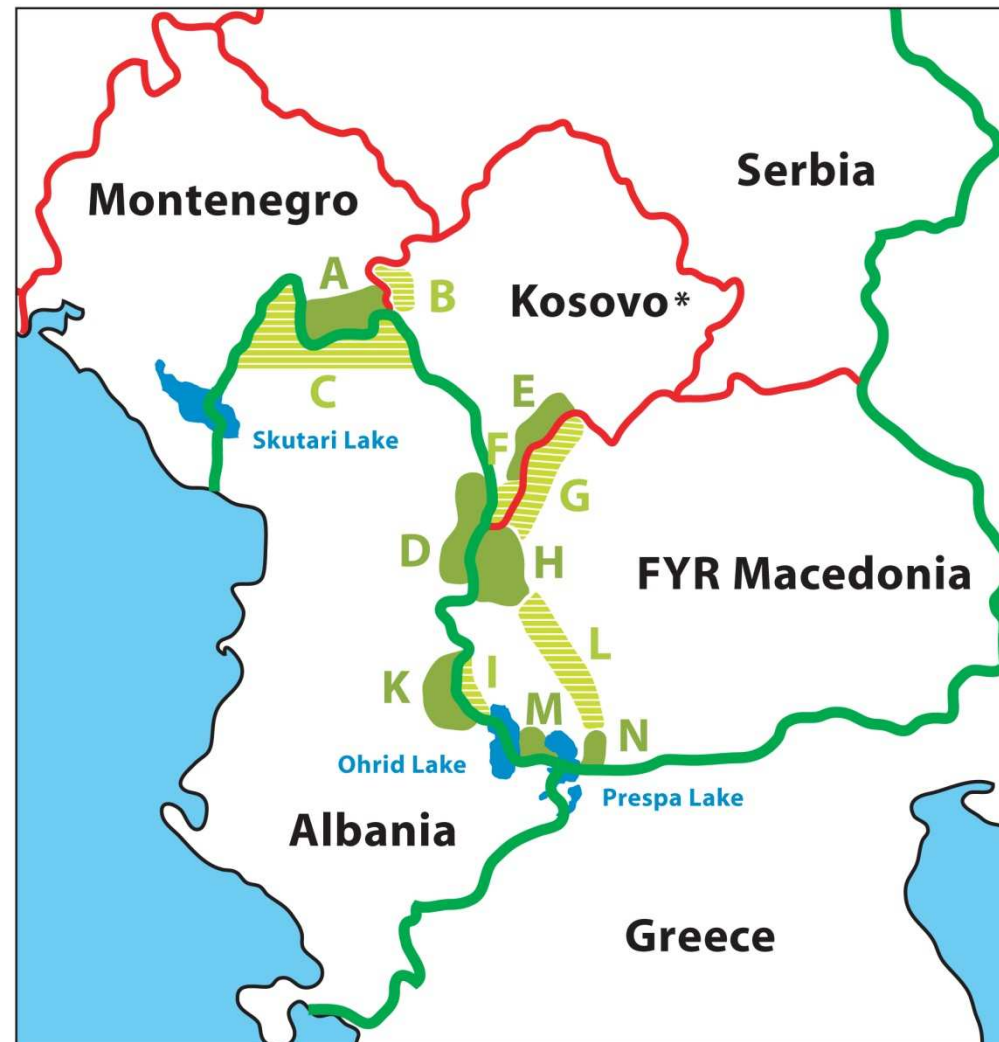 Serbia
Montenegro
A
B
Kosovo*
C
E
Skutari Lake
F
G
D
H
FYR Macedonia
L
K
I
M
N
Ohrid Lake
Prespa Lake
Albania
Greece